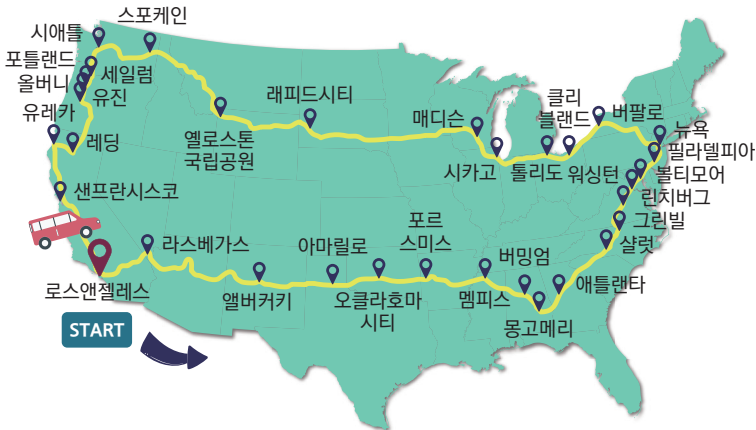 스포케인
시애틀
포틀랜드
세일럼
올버니
유진
유레카
레딩
옐로스톤
국립공원
래피드시티
매디슨
시카고
톨리도
클리
블랜드
버팔로
뉴욕
필라델피아
워싱턴
볼티모어
린치버그
그린빌
샬럿
샌프란시스코
로스앤젤레스
START
라스베가스
앨버커키
아마릴로
오클라호마
시티
포르
스미스
멤피스
버밍엄
몽고메리
애틀랜타